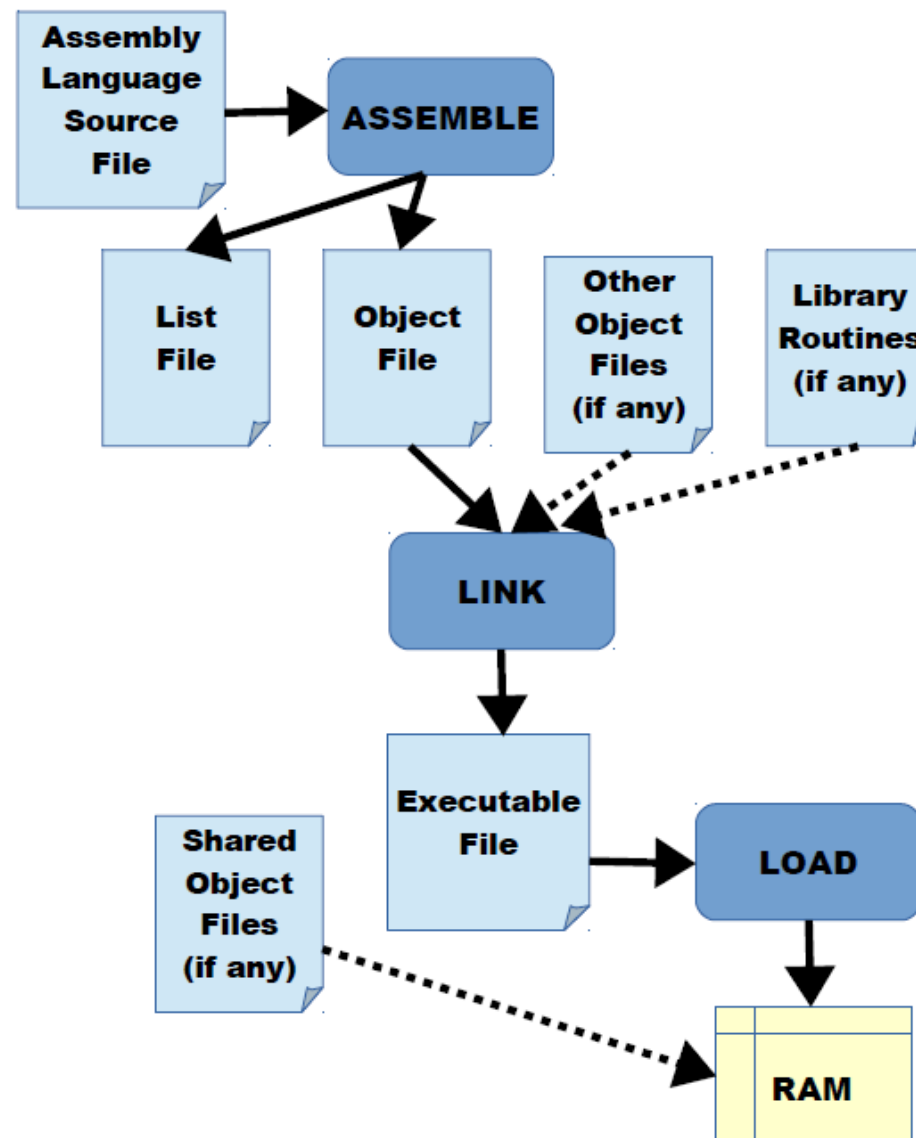 Assembly
Language
Source
File
ASSEMBLE
List
File
Object
File
Other
Object
Files
(if any)
Library
Routines
(if any)
LINK
Executable
File
Shared
Object
Files
(if any)
LOAD
RAM